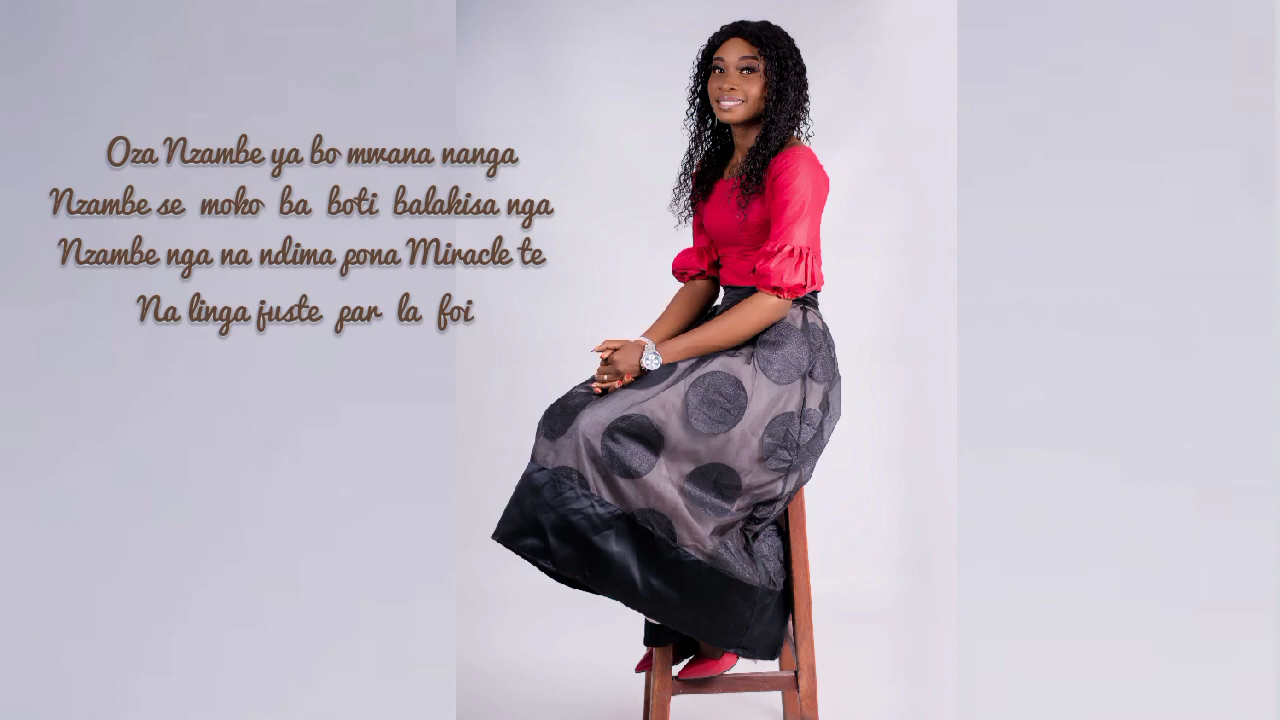 Oza Nzambe ya bo mwana nanga
Nzambe se moko ba boti balakisa nga
Nzambe nga na ndima pona Miracle te
Na linga juste par la foi